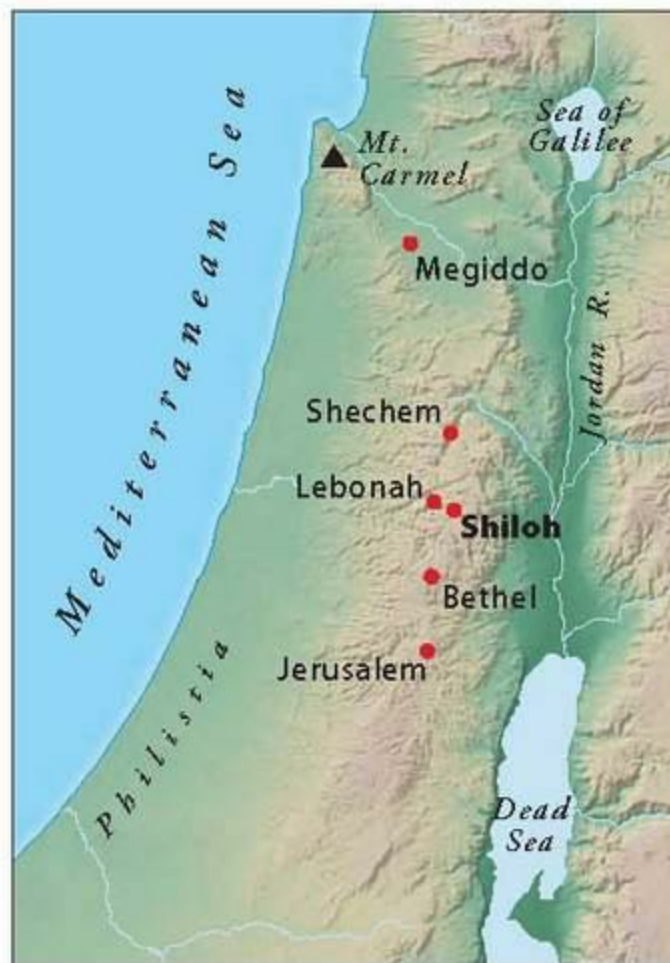 Sea of
Galilee
Mt.
Carmel
Mediterranean Sea
Megiddo
Jordan R.
Shechem
Lebonah
Shiloh
Bethel
Jerusalem
Philistia
Dead
Sea